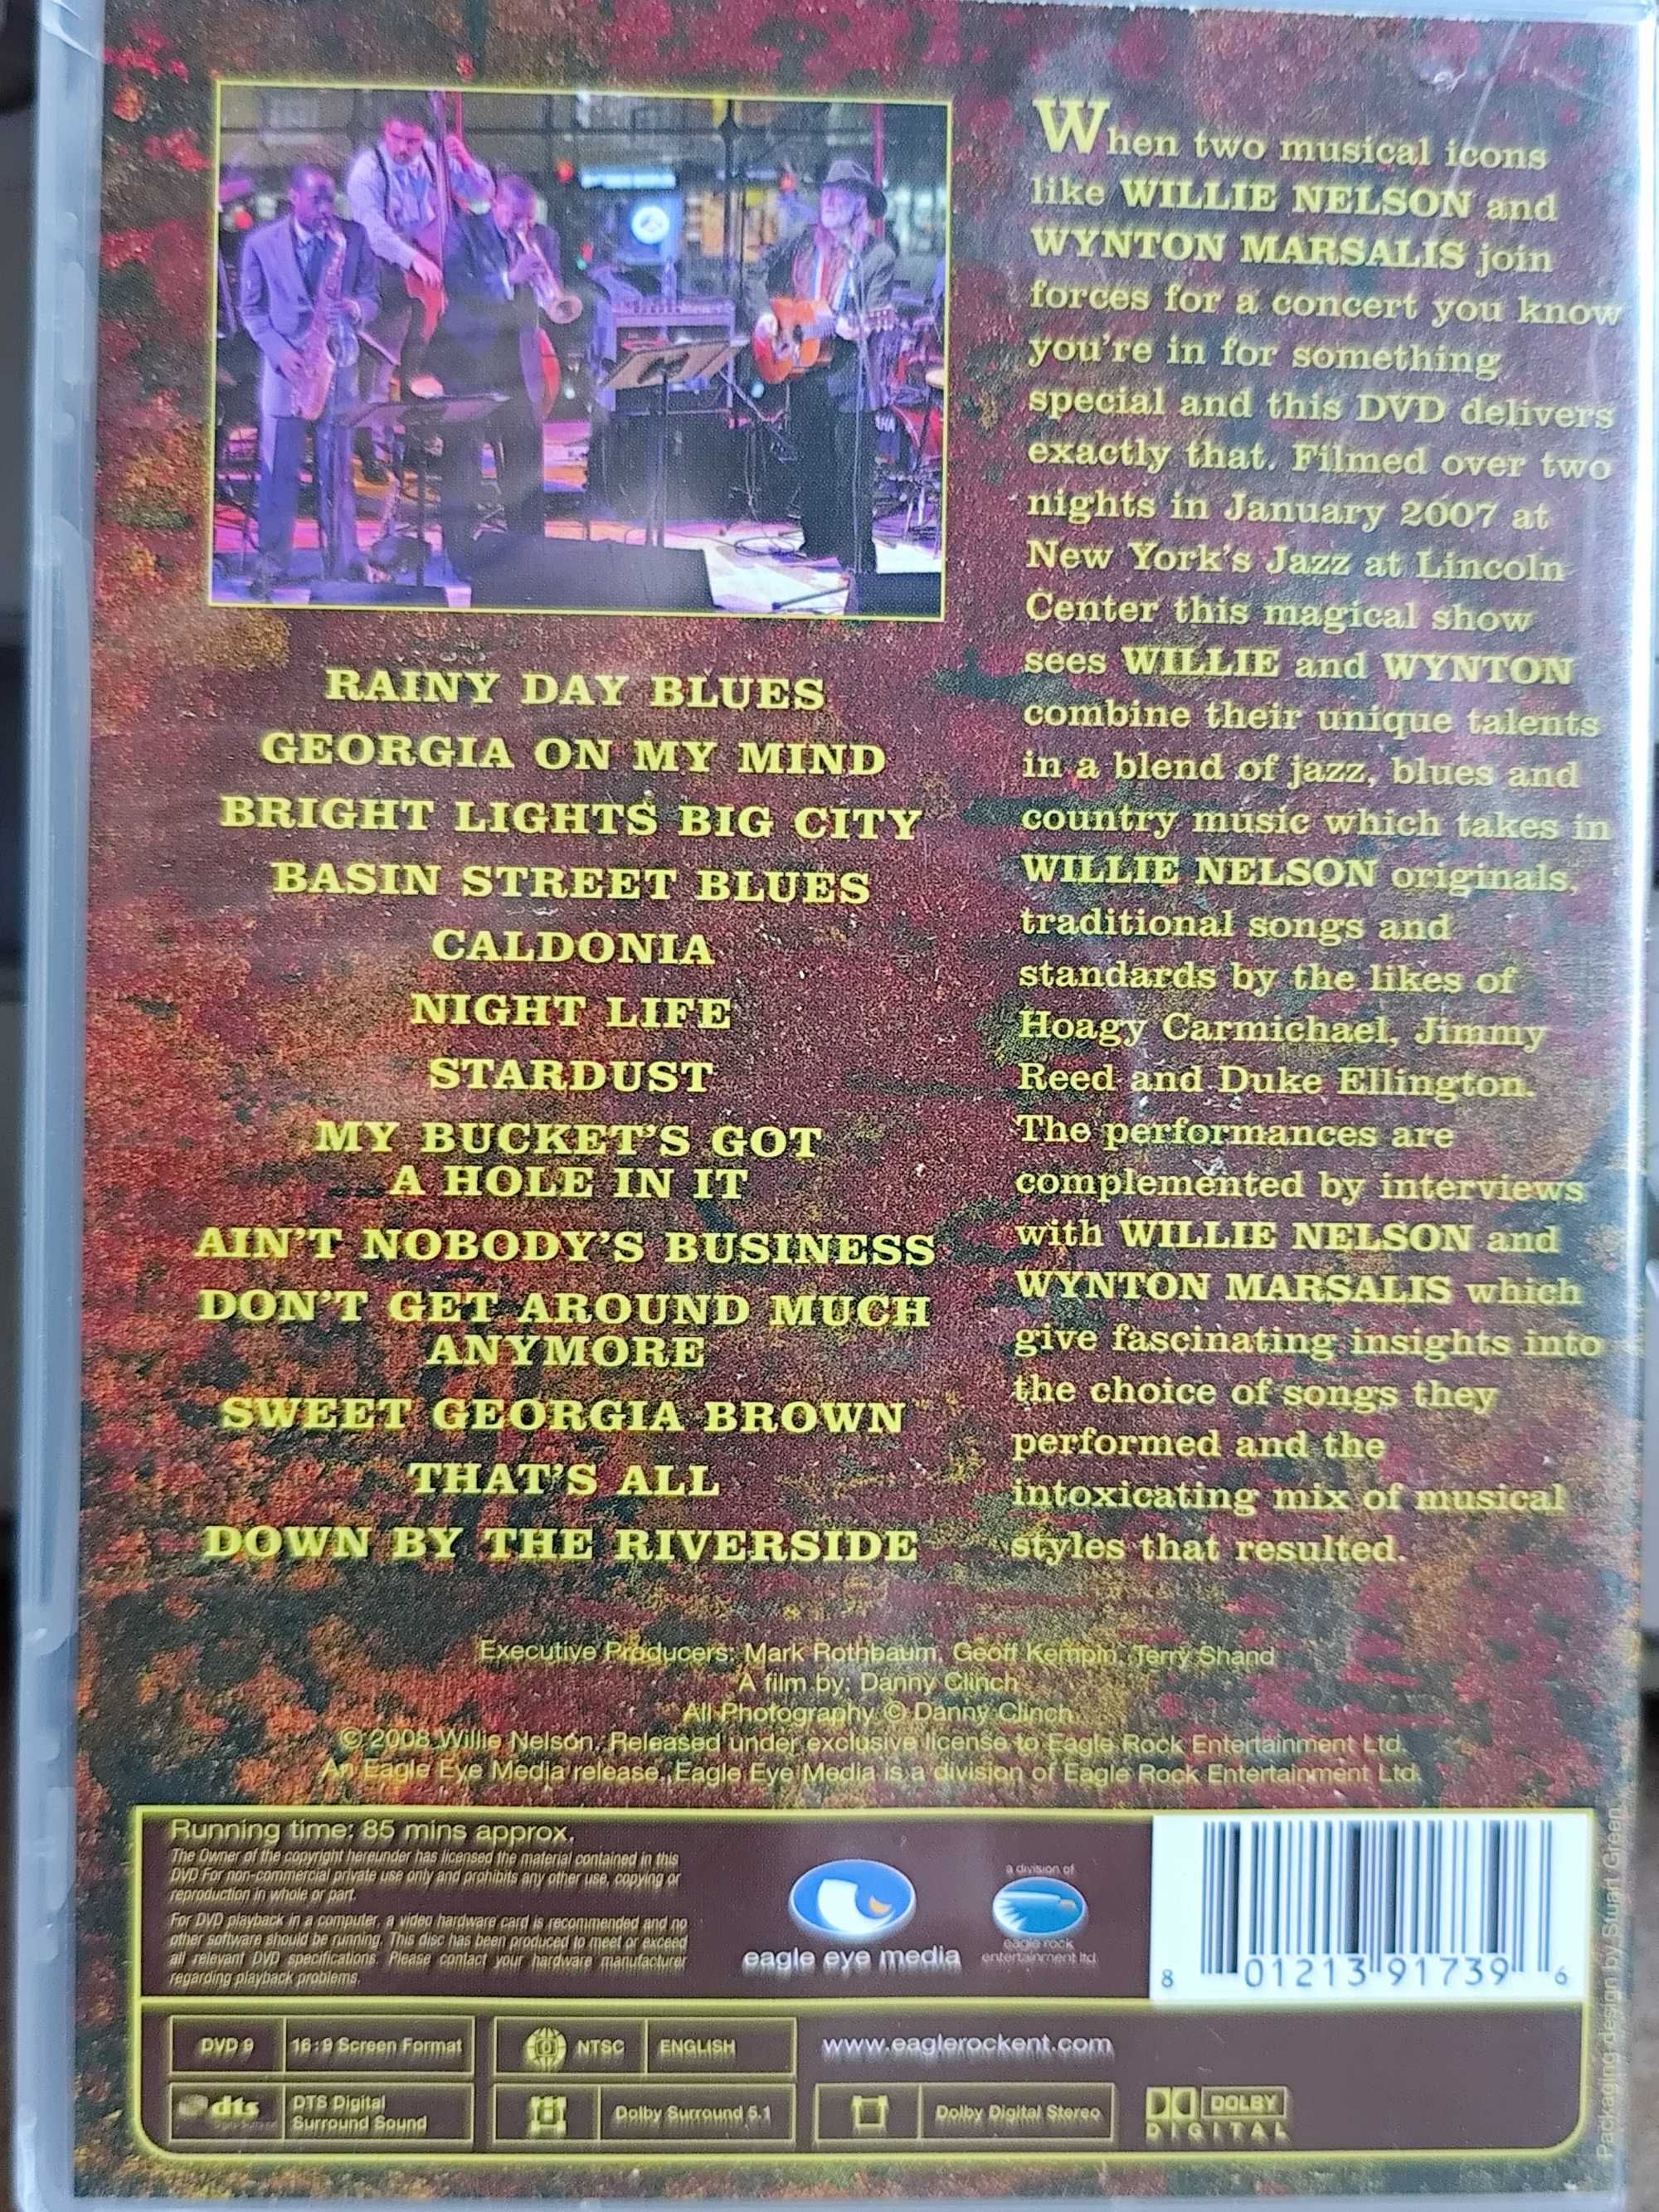 When two musical icons
like WILLIE NELSON and
WYNTON MARSALIS join
forces for a concert you know
you're in for something
special and this DVD delivers
exactly that. Filmed over two
nights in January 2007 at
New York's Jazz at Lincoln
Center this magical show
sees WILLIE and WYNTON
combine their unique talents
in a blend of jazz, blues and
country music which takes in
WILLIE NELSON originals,
traditional songs and
standards by the likes of
Hoagy Carmichael, Jimmy
Reed and Duke Ellington.
The performances are
complemented by interviews
with WILLIE NELSON and
WYNTON MARSALIS which
give fascinating insights into
the choice of songs they
performed and the
intoxicating mix of musical
styles that resulted.
RAINY DAY BLUES
GEORGIA ON MY MIND
BRIGHT LIGHTS BIG CITY
BASIN STREET BLUES
CALDONIA
NIGHT LIFE
STARDUST
MY BUCKET'S GOT
A HOLE IN IT
AIN'T NOBODY'S BUSINESS
DON'T GET AROUND MUCH
ANYMORE
SWEET GEORGIA BROWN
THAT'S ALL
DOWN BY THE RIVERSIDE
Executive Producers: Mark Rothbaum, Geoff Kempin, Terry Shand
A film by: Danny Clinch
All Photography © Danny Clinch
© 2008 Willie Nelson. Released under exclusive license to Eagle Rock Entertainment Ltd.
An Eagle Eye Media release. Eagle Eye Media is a division of Eagle Rock Entertainment Ltd.
Running time: 85 mins approx.
The Owner of the copyright hereunder has licensed the material contained in this
DVD For non-commercial private use only and prohibits any other use, copying or
reproduction in whole or part.
For DVD playback in a computer, a video hardware card is recommended and no
other software should be running. This disc has been produced to meet or exceed
all relevant DVD specifications. Please contact your hardware manufacturer
regarding playback problems.
eagle eye media
a division of
eagle rock
entertainment ltd.
8 01213 91739 6
Packaging design by Stuart Green
DVD 9
16:9 Screen Format
NTSC
ENGLISH
www.eaglerockent.com
dts
DTS Digital
Surround Sound
Dolby Surround 5.1
Dolby Digital Stereo
DOLBY
DIGITAL